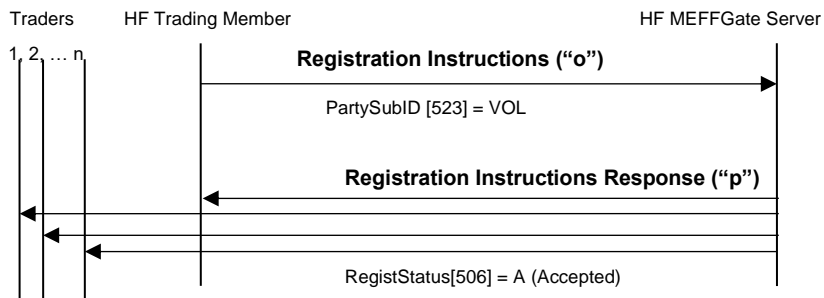 Traders HF Trading Member HF MEFFGate Server
1, 2, … n
Registration Instructions (“o”)
PartySubID [523] = VOL
Registration Instructions Response (“p”)
RegistStatus[506] = A (Accepted)